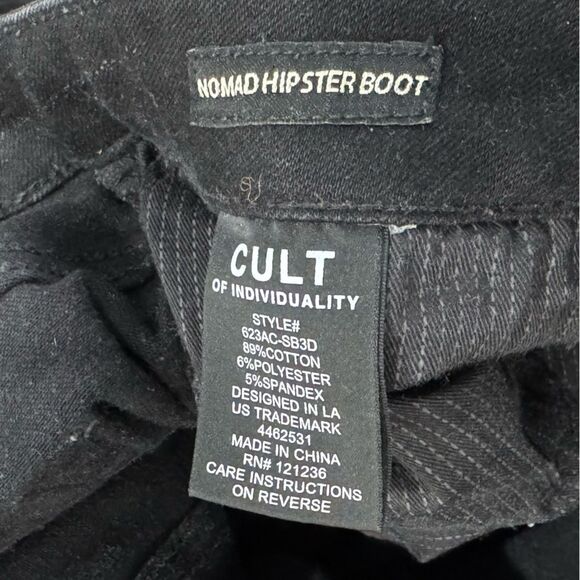 NOMAD HIPSTER BOOT
CULT
OF INDIVIDUALITY
STYLE#
623AC-SB3D
89%COTTON
6%POLYESTER
5%SPANDEX
DESIGNED IN LA
US TRADEMARK
4462531
MADE IN CHINA
RN# 121236
CARE INSTRUCTIONS
ON REVERSE